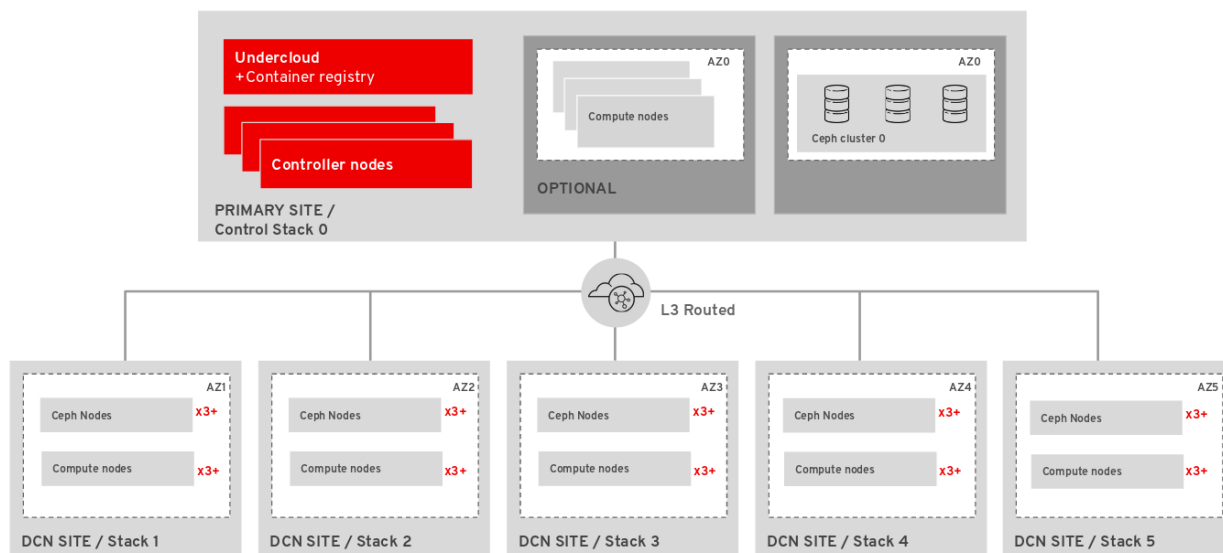 Undercloud
+Container registry
Controller nodes
PRIMARY SITE /
Control Stack 0
AZ0
Compute nodes
OPTIONAL
AZ0
Ceph cluster 0
L3 Routed
AZ1
Ceph Nodes
x3+
Compute nodes
x3+
DCN SITE / Stack 1
AZ2
Ceph Nodes
x3+
Compute nodes
x3+
DCN SITE / Stack 2
AZ3
Ceph Nodes
x3+
Compute nodes
x3+
DCN SITE / Stack 3
AZ4
Ceph Nodes
x3+
Compute nodes
x3+
DCN SITE / Stack 4
AZ5
Ceph Nodes
x3+
Compute nodes
x3+
DCN SITE / Stack 5